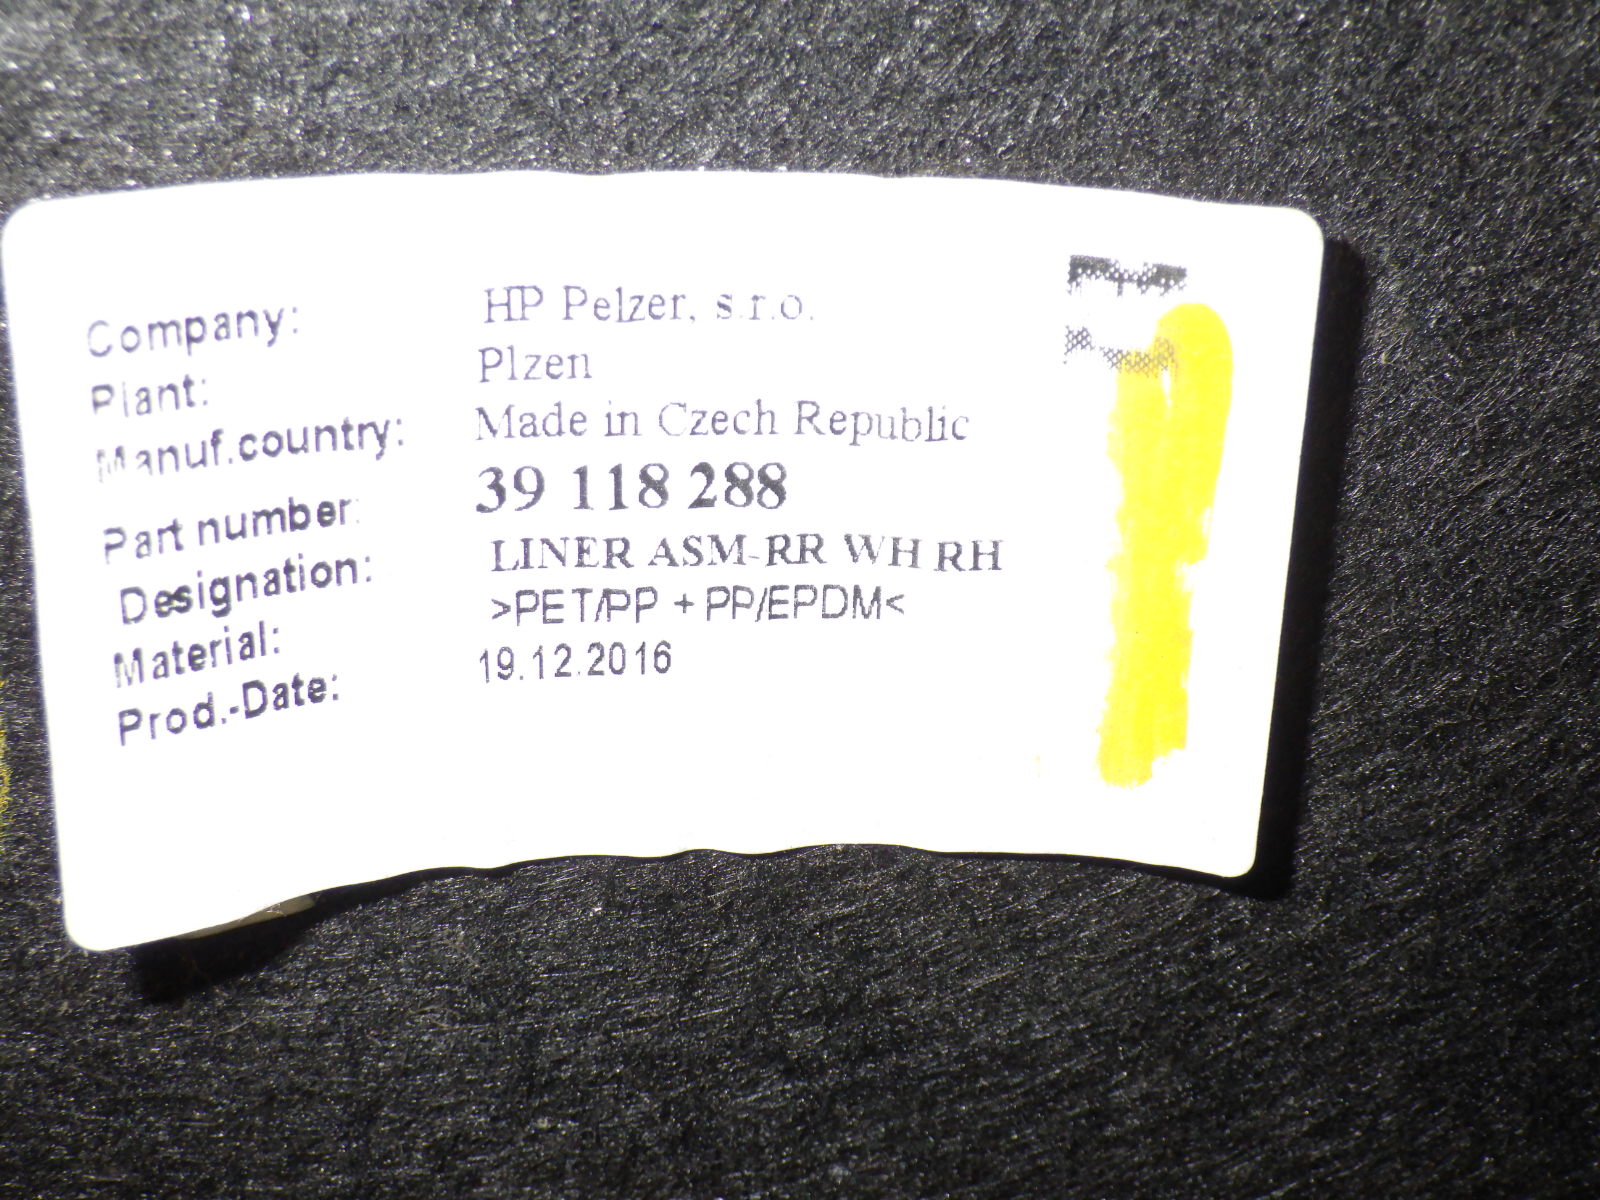 Company: HP Pelzer, s.r.o.
Plant: Plzen
Manuf.country: Made in Czech Republic
Part number: 39 118 288
Designation: LINER ASM-RR WH RH
Material: >PET/PP + PP/EPDM<
Prod.-Date: 19.12.2016